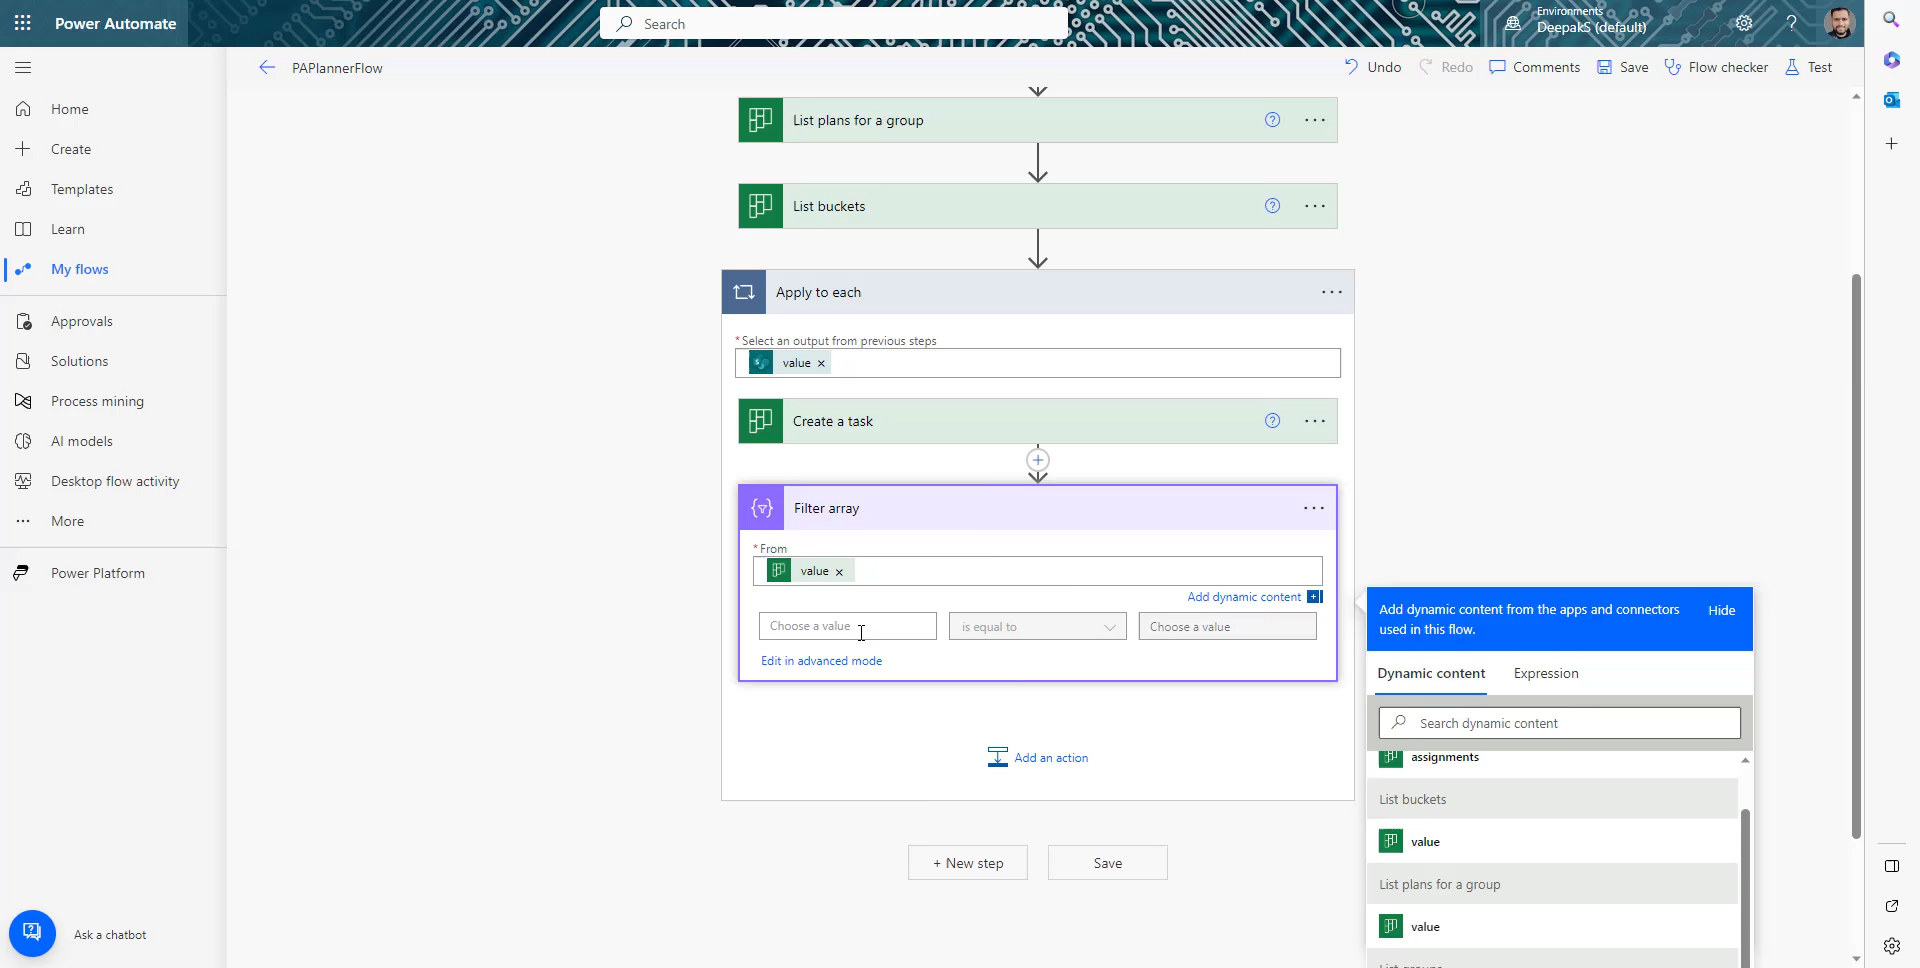 Power Automate
Search
Environments
DeepakS (default)
PAPlannerFlow
Undo
Redo
Comments
Save
Flow checker
Test
Home
Create
Templates
Learn
My flows
Approvals
Solutions
Process mining
AI models
Desktop flow activity
More
Power Platform
Ask a chatbot
List plans for a group
List buckets
Apply to each
* Select an output from previous steps
value
Create a task
Filter array
* From
value
Add dynamic content
Choose a value
is equal to
Choose a value
Edit in advanced mode
Add an action
+ New step
Save
Add dynamic content from the apps and connectors
used in this flow.
Hide
Dynamic content
Expression
Search dynamic content
assignments
List buckets
value
List plans for a group
value
List groups